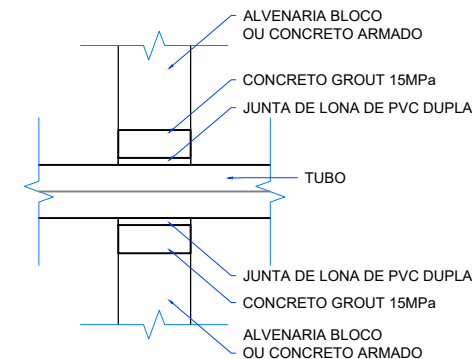 ALVENARIA BLOCO
OU CONCRETO ARMADO
CONCRETO GROUT 15MPa
JUNTA DE LONA DE PVC DUPLA
TUBO
JUNTA DE LONA DE PVC DUPLA
CONCRETO GROUT 15MPa
ALVENARIA BLOCO
OU CONCRETO ARMADO